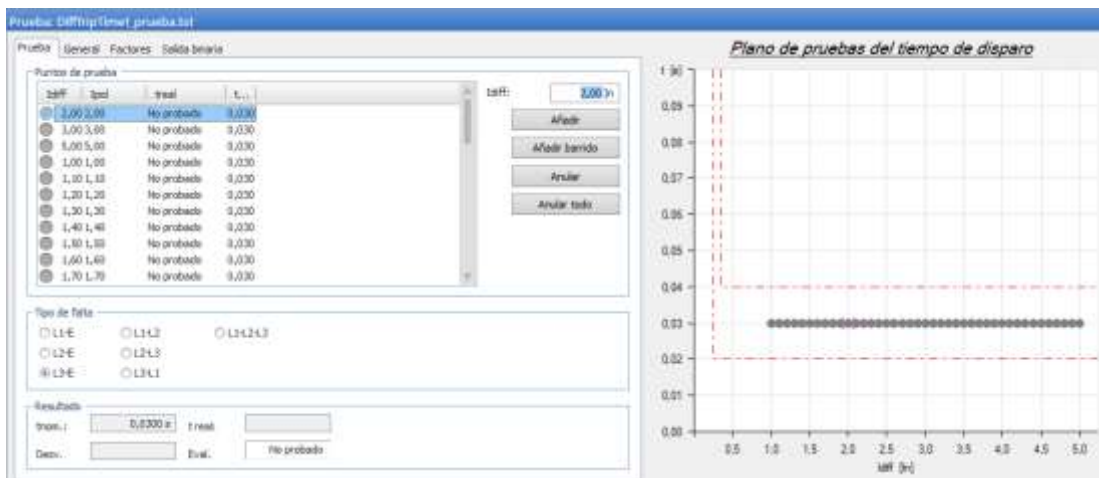 Prueba: DiffTripTime1_prueba.tst
Prueba General Factores Salida binaria
Puntos de prueba
Idiff Ipol treal t...
2,00 2,00 No probado 0,030
3,00 3,00 No probado 0,030
5,00 5,00 No probado 0,030
1,00 1,00 No probado 0,030
1,10 1,10 No probado 0,030
1,20 1,20 No probado 0,030
1,30 1,30 No probado 0,030
1,40 1,40 No probado 0,030
1,50 1,50 No probado 0,030
1,60 1,60 No probado 0,030
1,70 1,70 No probado 0,030
Idiff: 2,00 In
Añadir
Añadir barrido
Anular
Anular todo
Tipo de falta
L1-E L1-L2 L1-L2-L3
L2-E L2-L3
L3-E L3-L1
Resultado
tnom.: 0,0300 s t real:
Desv. Eval. No probado
Plano de pruebas del tiempo de disparo
t [s]
0.09
0.08
0.07
0.06
0.05
0.04
0.03
0.02
0.01
0.00
0.5 1.0 1.5 2.0 2.5 3.0 3.5 4.0 4.5 5.0
Idiff [In]